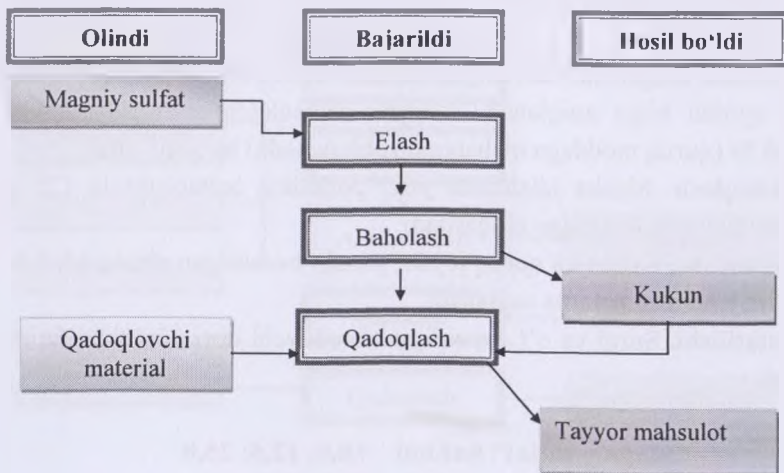 Olindi
Bajarildi
Hosil bo‘ldi
Magniy sulfat
Elash
Baholash
Kukun
Qadoqlovchi
material
Qadoqlash
Tayyor mahsulot